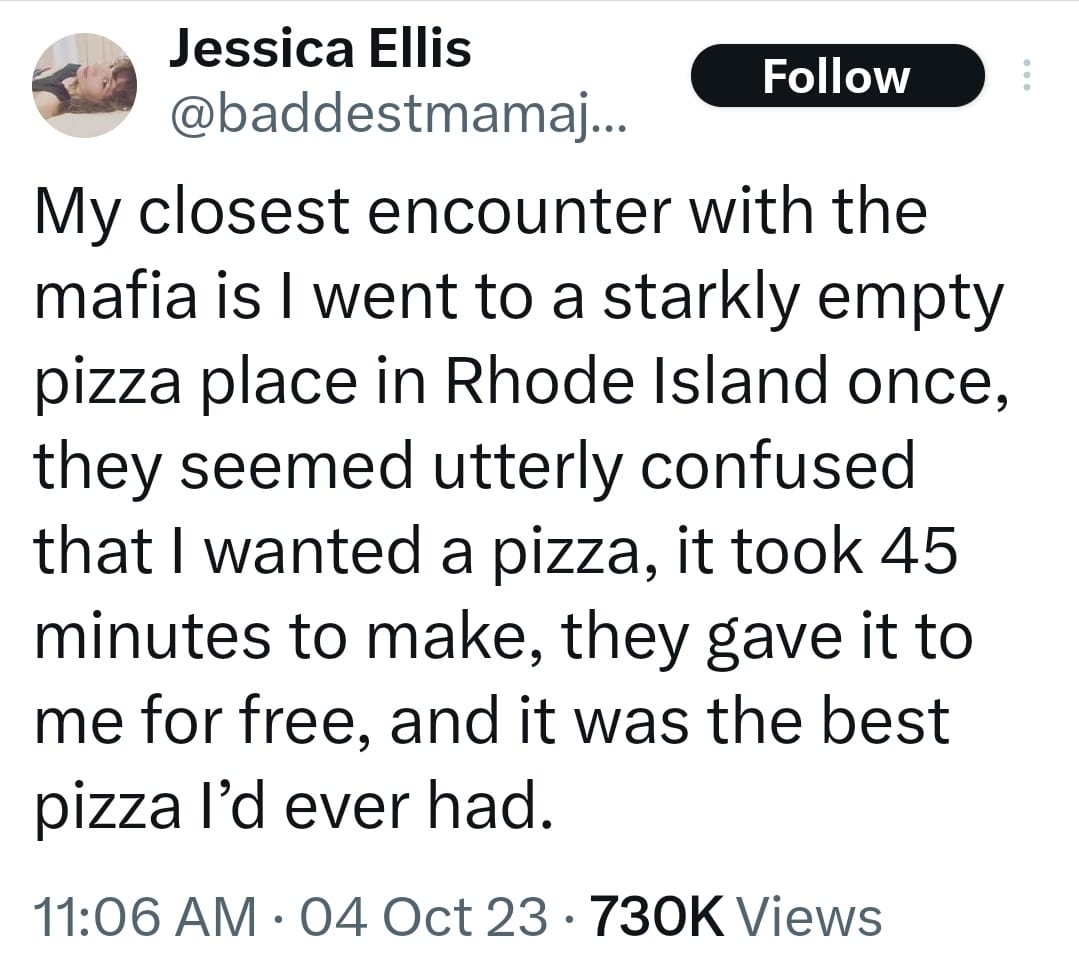 Jessica Ellis
Follow
@baddestmamaj...
My closest encounter with the
mafia is I went to a starkly empty
pizza place in Rhode Island once,
they seemed utterly confused
that I wanted a pizza, it took 45
minutes to make, they gave it to
me for free, and it was the best
pizza I’d ever had.
11:06 AM · 04 Oct 23 · 730K Views